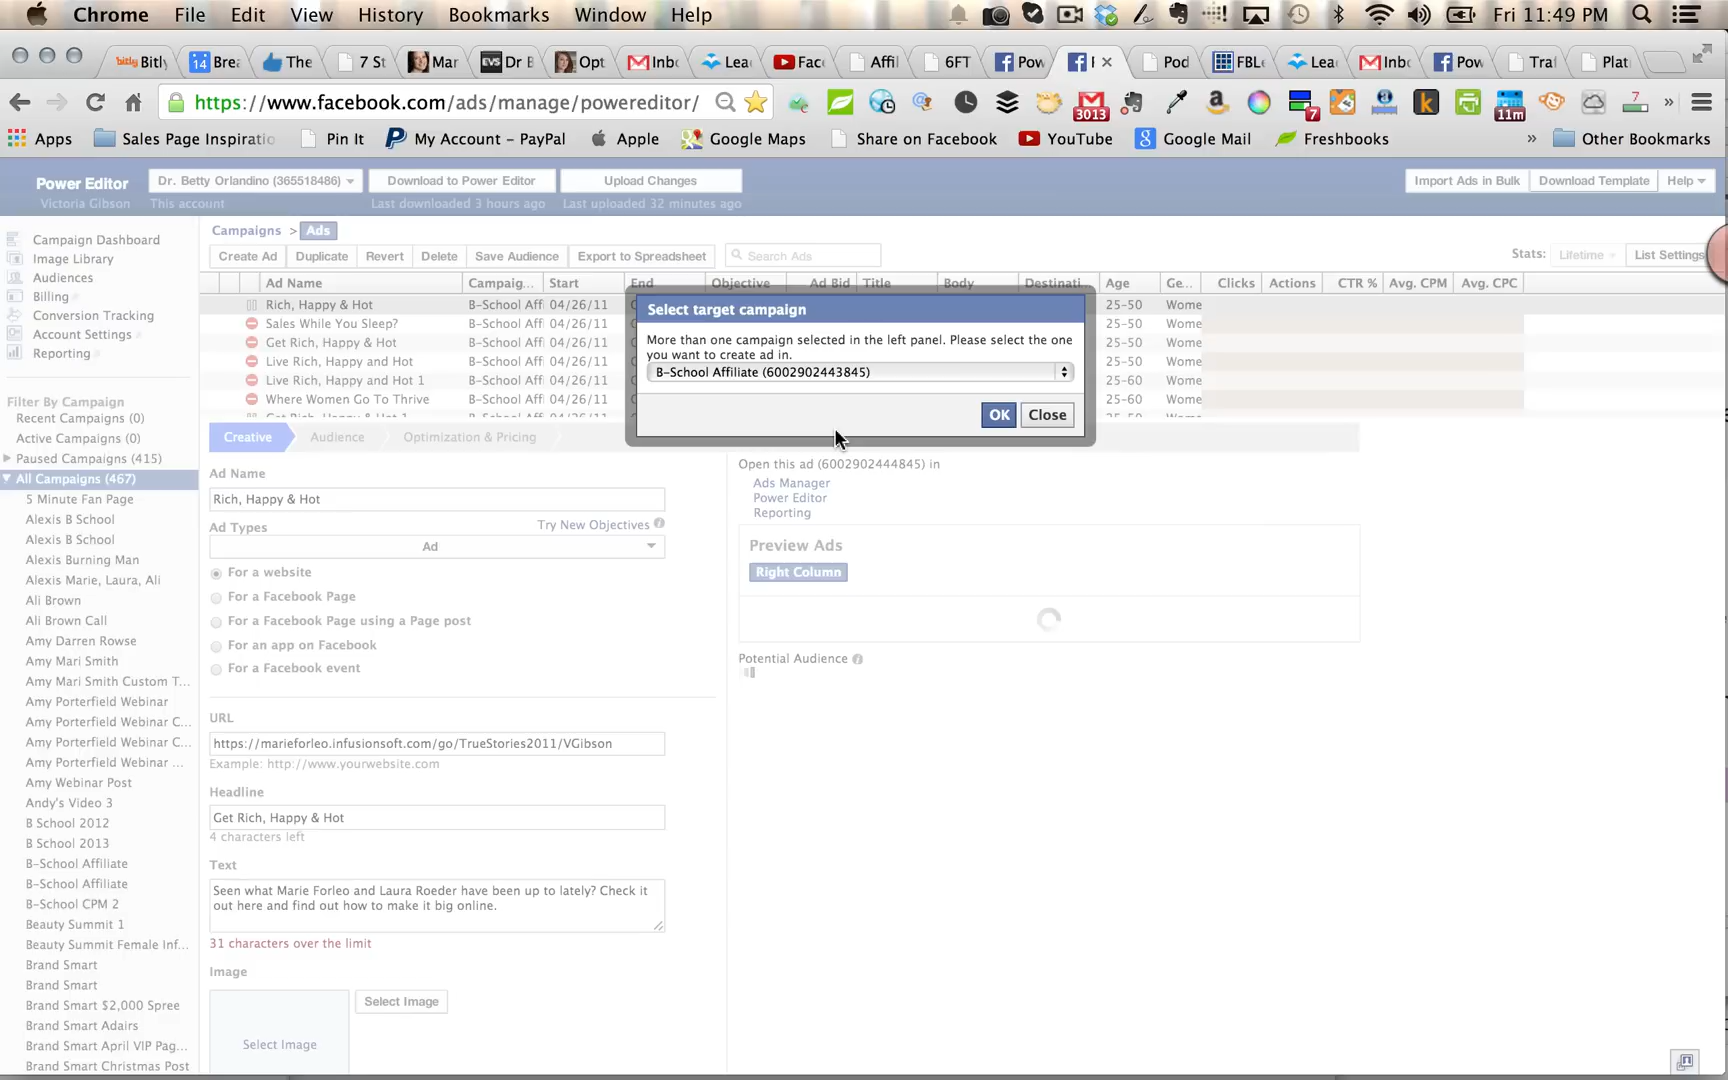 Chrome File Edit View History Bookmarks Window Help Fri 11:49 PM
bitly Bitly 14 Brea The 7 St Mar EVS Dr B Opt Inbo Lea Face Affil 6FT Pow Pod FBLe Lea Inbo Pow Traf Plat
https://www.facebook.com/ads/manage/powereditor/ 3013 7 11m
Apps Sales Page Inspiratio Pin It My Account - PayPal Apple Google Maps Share on Facebook YouTube Google Mail Freshbooks » Other Bookmarks
Power Editor Dr. Betty Orlandino (365518486) Download to Power Editor Upload Changes Import Ads in Bulk Download Template Help
Victoria Gibson This account Last downloaded 3 hours ago Last uploaded 32 minutes ago
Campaign Dashboard
Image Library
Audiences
Billing
Conversion Tracking
Account Settings
Reporting
Filter By Campaign
Recent Campaigns (0)
Active Campaigns (0)
Paused Campaigns (415)
All Campaigns (467)
5 Minute Fan Page
Alexis B School
Alexis B School
Alexis Burning Man
Alexis Marie, Laura, Ali
Ali Brown
Ali Brown Call
Amy Darren Rowse
Amy Mari Smith
Amy Mari Smith Custom T...
Amy Porterfield Webinar
Amy Porterfield Webinar C...
Amy Porterfield Webinar C...
Amy Porterfield Webinar ...
Amy Webinar Post
Andy's Video 3
B School 2012
B School 2013
B-School Affiliate
B-School Affiliate
B-School CPM 2
Beauty Summit 1
Beauty Summit Female Inf...
Brand Smart
Brand Smart
Brand Smart $2,000 Spree
Brand Smart Adairs
Brand Smart April VIP Pag...
Brand Smart Christmas Post
Campaigns > Ads
Create Ad Duplicate Revert Delete Save Audience Export to Spreadsheet Search Ads Stats: Lifetime List Settings
Ad Name Campaig... Start End Objective Ad Bid Title Body Destinati... Age Ge... Clicks Actions CTR % Avg. CPM Avg. CPC
Rich, Happy & Hot B-School Affi 04/26/11 25-50 Wome
Sales While You Sleep? B-School Affi 04/26/11 25-50 Wome
Get Rich, Happy & Hot B-School Affi 04/26/11 25-50 Wome
Live Rich, Happy and Hot B-School Affi 04/26/11 25-50 Wome
Live Rich, Happy and Hot 1 B-School Affi 04/26/11 25-60 Wome
Where Women Go To Thrive B-School Affi 04/26/11 25-60 Wome
Select target campaign
More than one campaign selected in the left panel. Please select the one
you want to create ad in.
B-School Affiliate (6002902443845)
OK Close
Creative Audience Optimization & Pricing
Ad Name
Rich, Happy & Hot
Ad Types Try New Objectives
Ad
For a website
For a Facebook Page
For a Facebook Page using a Page post
For an app on Facebook
For a Facebook event
URL
https://marieforleo.infusionsoft.com/go/TrueStories2011/VGibson
Example: http://www.yourwebsite.com
Headline
Get Rich, Happy & Hot
4 characters left
Text
Seen what Marie Forleo and Laura Roeder have been up to lately? Check it
out here and find out how to make it big online.
31 characters over the limit
Image
Select Image
Select Image
Open this ad (6002902444845) in
Ads Manager
Power Editor
Reporting
Preview Ads
Right Column
Potential Audience